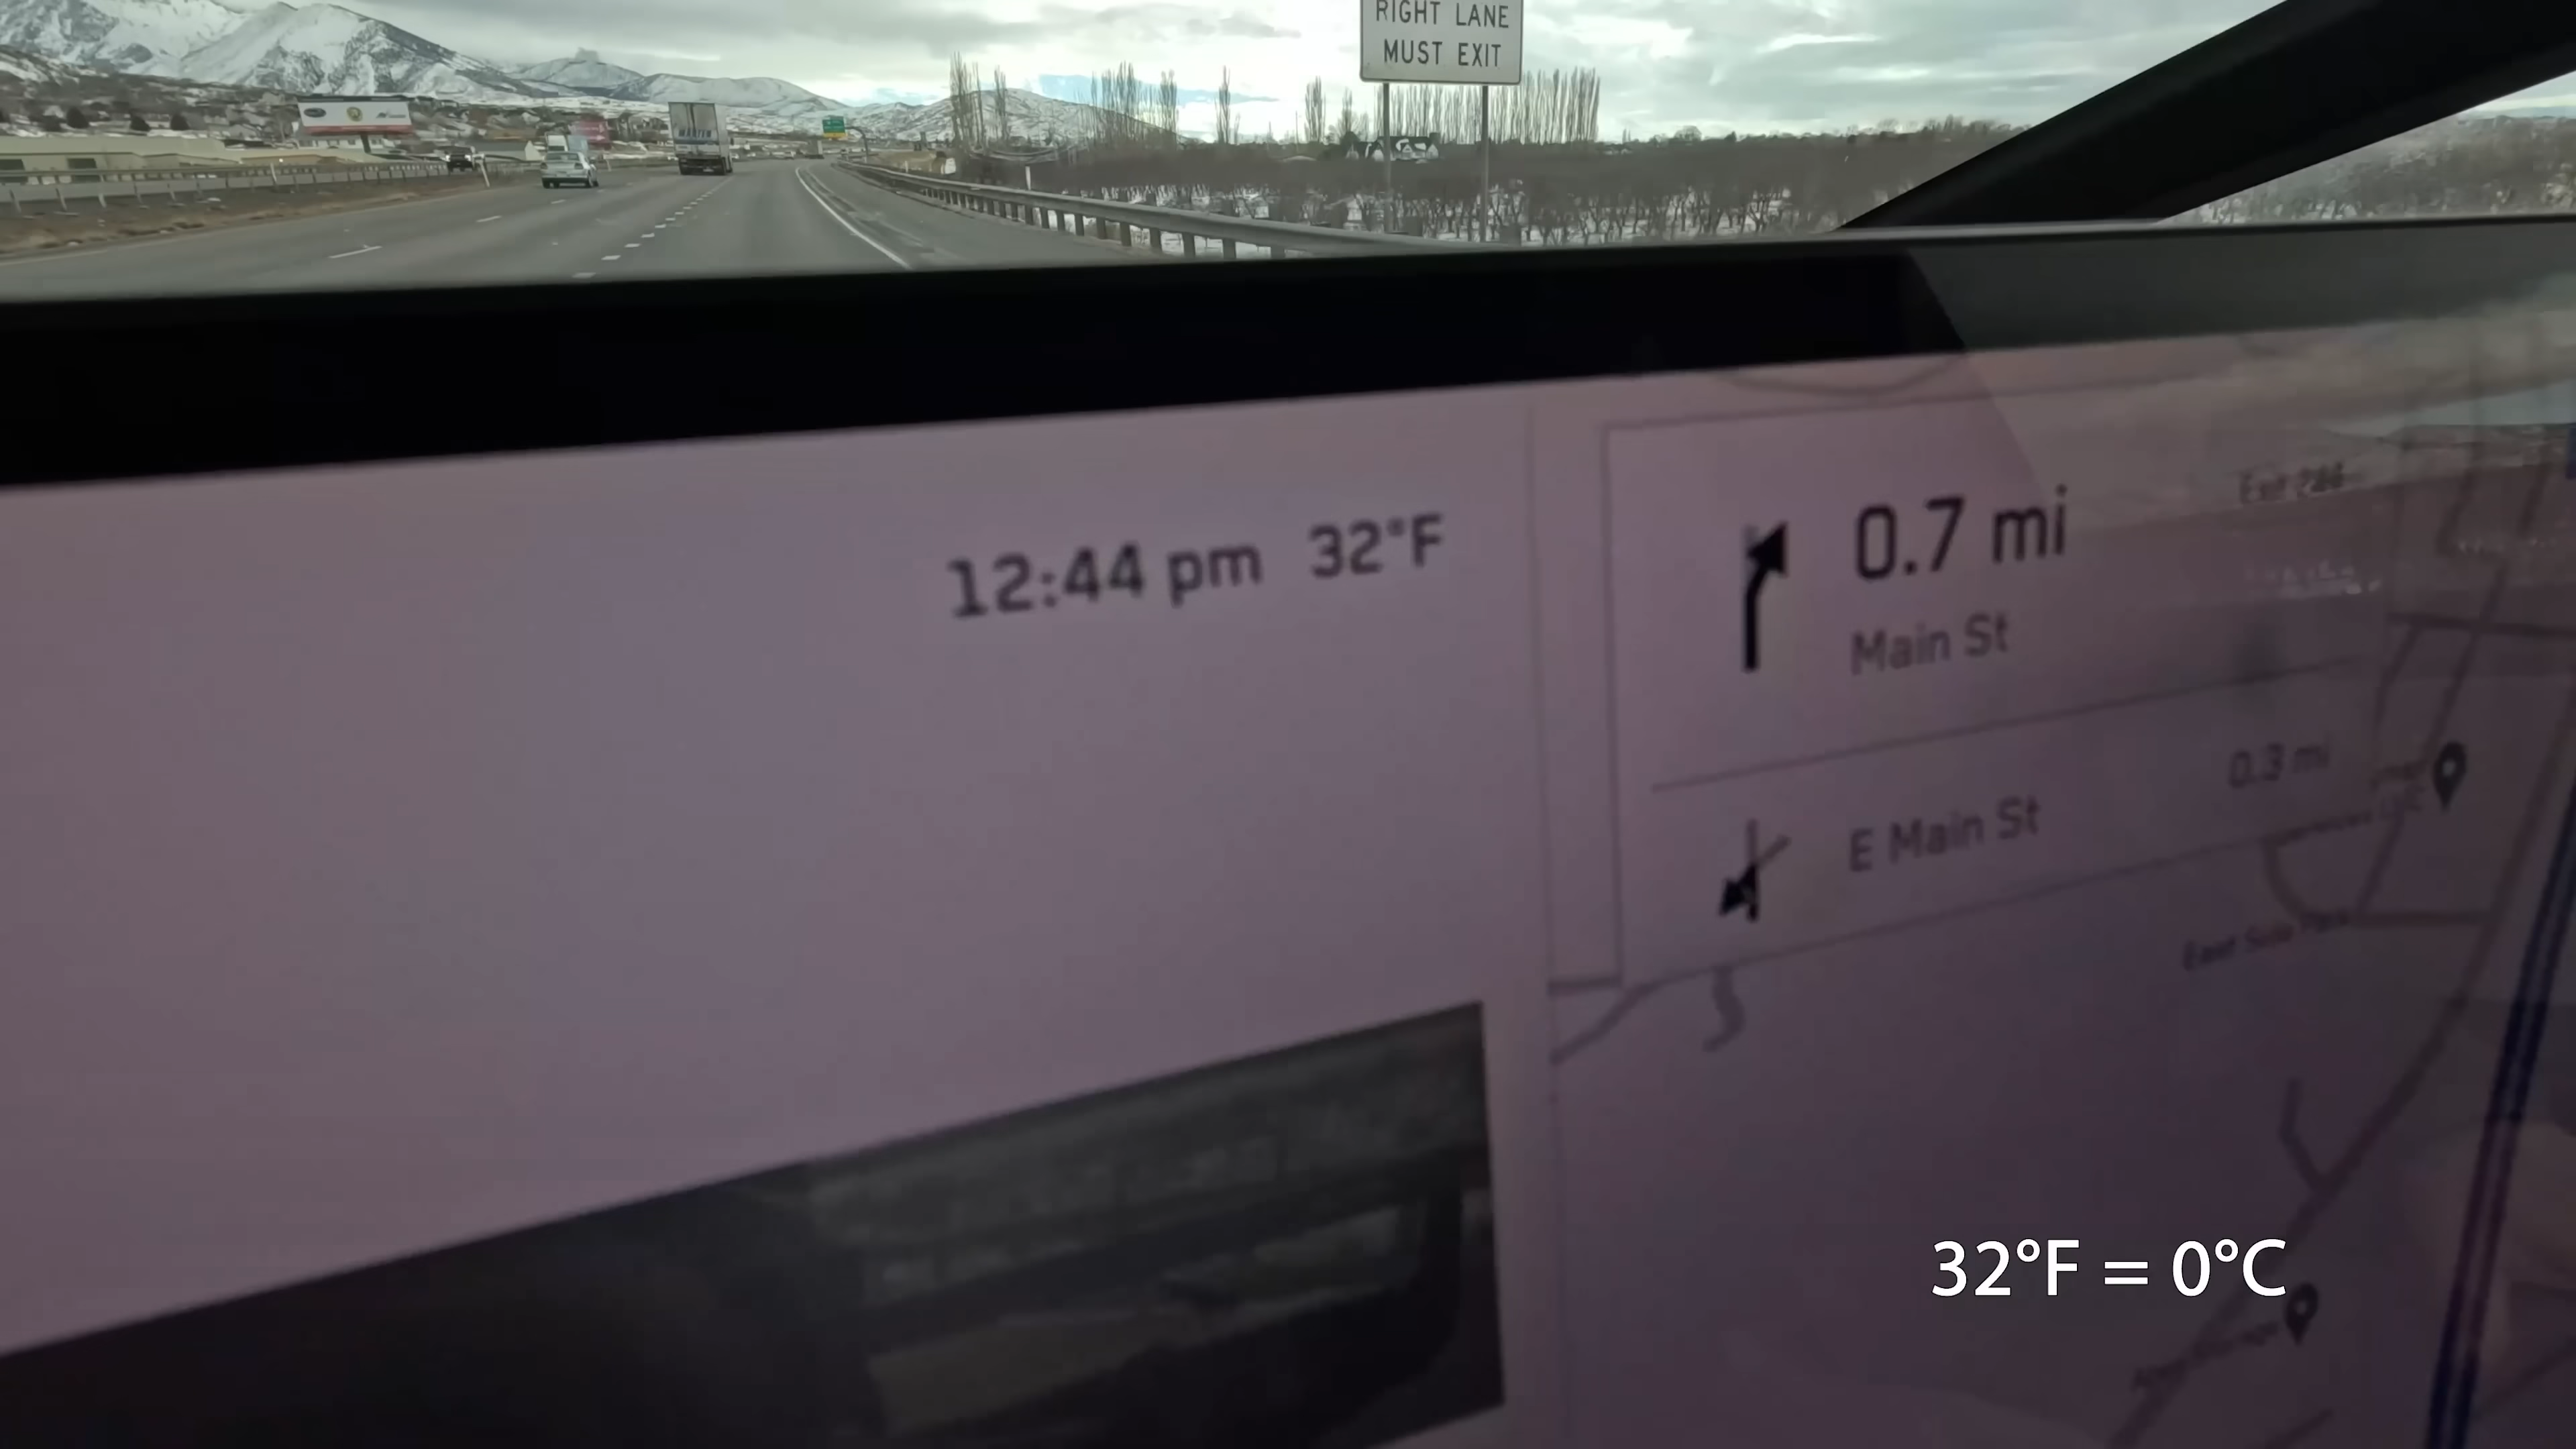 RIGHT LANE
MUST EXIT
12:44 pm 32°F
0.7 mi
Main St
E Main St
0.3 mi
32°F = 0°C